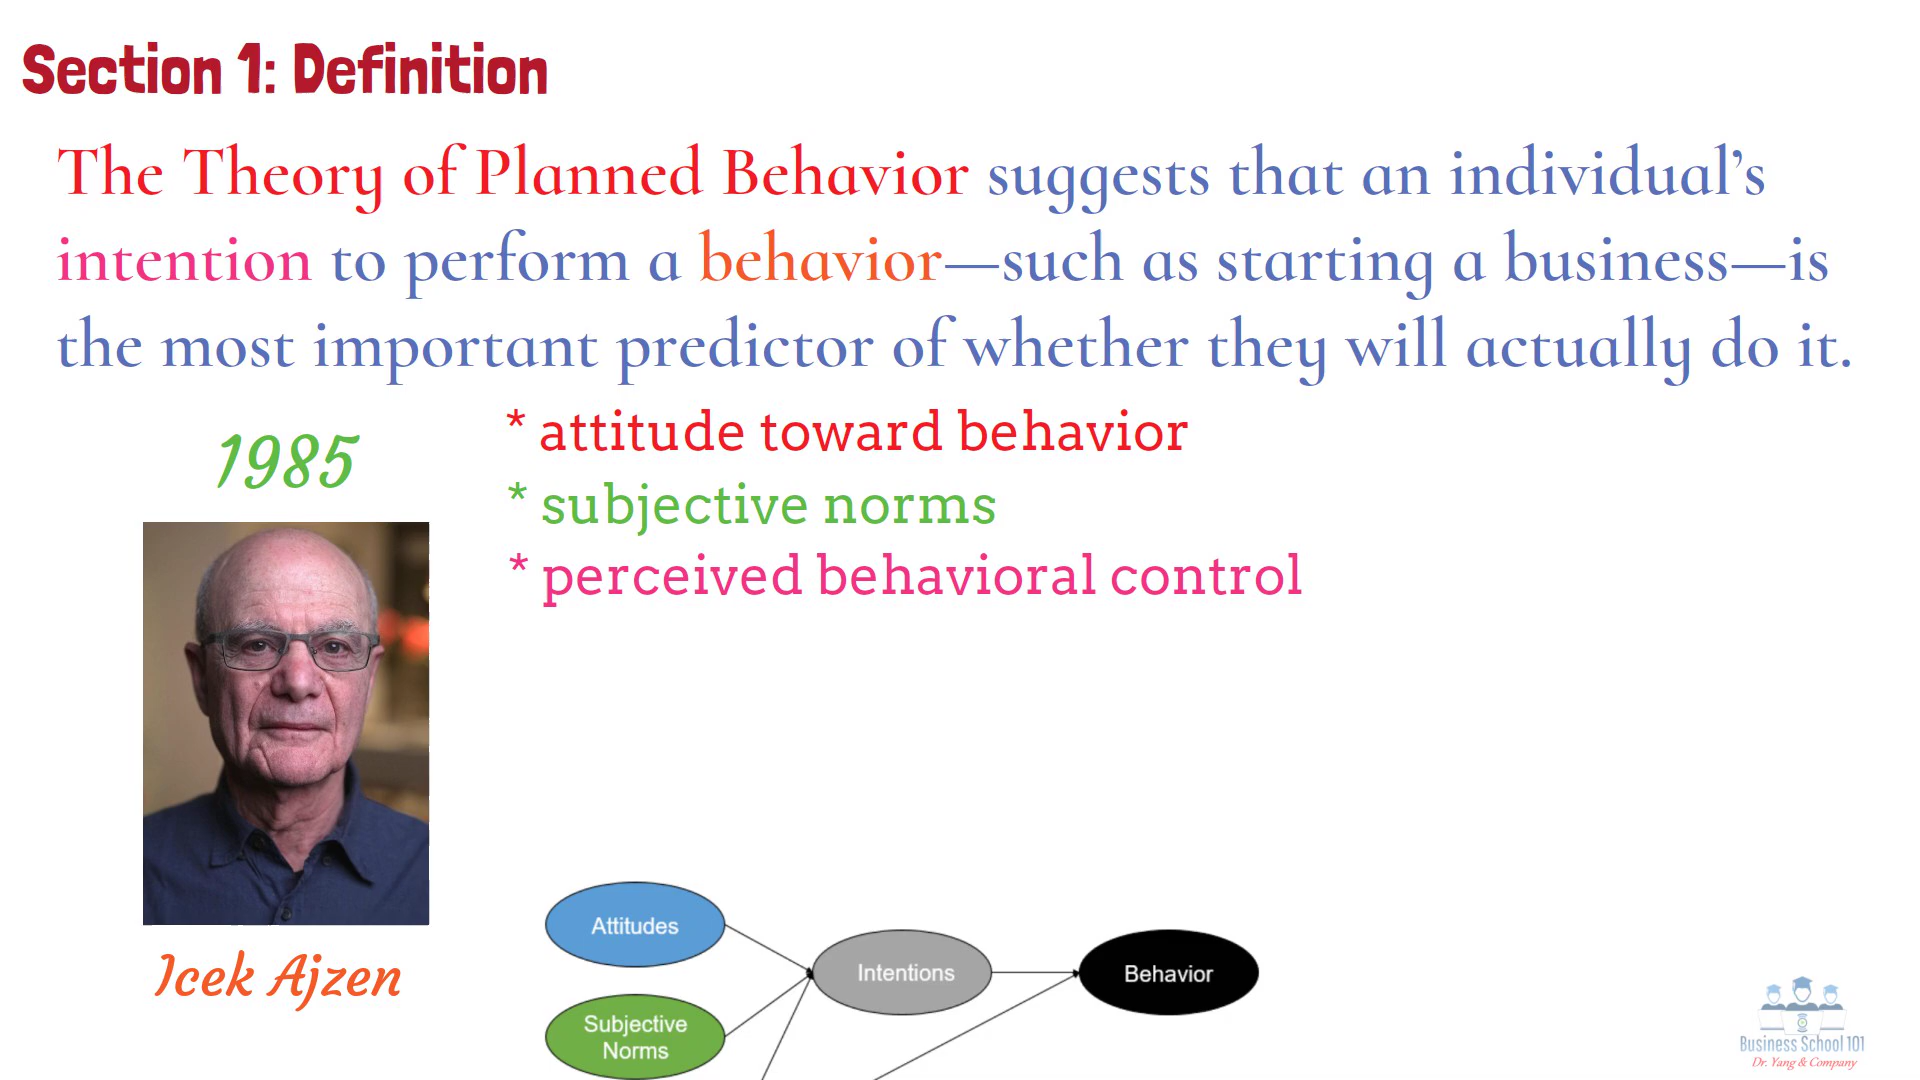 Section 1: Definition
The Theory of Planned Behavior suggests that an individual’s
intention to perform a behavior—such as starting a business—is
the most important predictor of whether they will actually do it.
1985
* attitude toward behavior
* subjective norms
* perceived behavioral control
Icek Ajzen
Attitudes
Intentions
Behavior
Subjective
Norms
Business School 101
Dr. Yang & Company